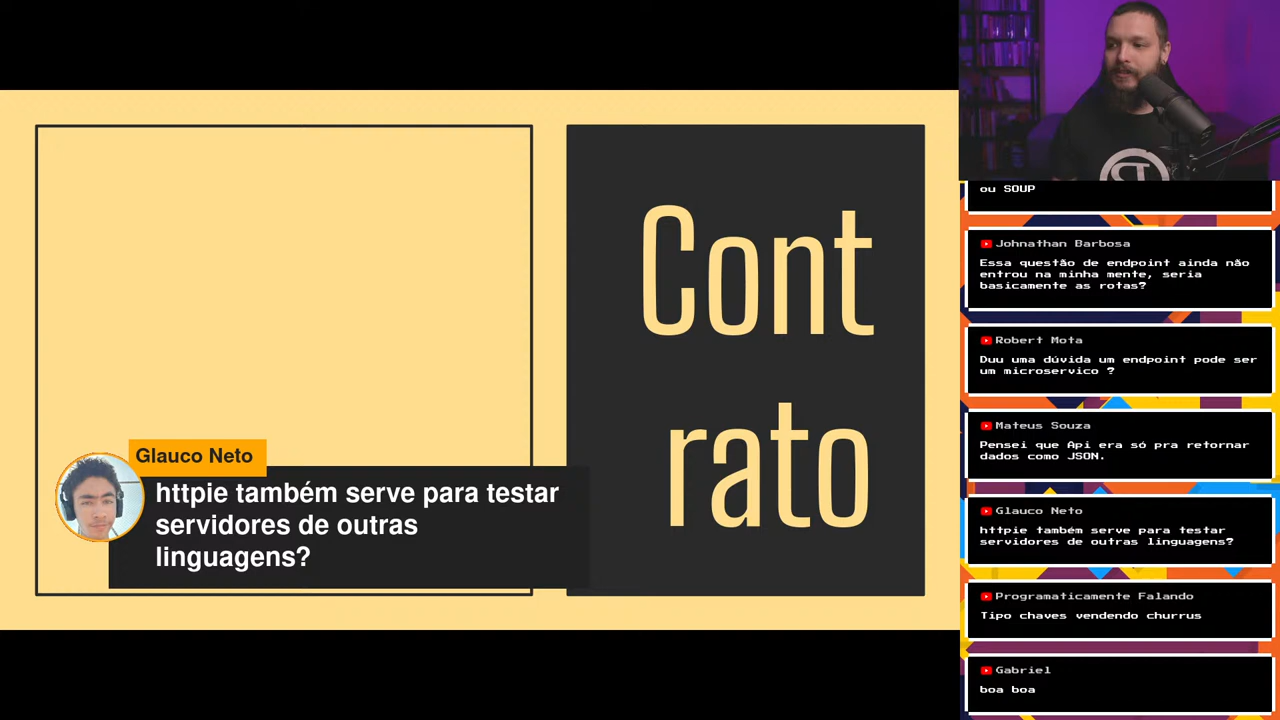 Cont
rato
Glauco Neto
httpie também serve para testar
servidores de outras
linguagens?
ou SOUP
Johnathan Barbosa
Essa questão de endpoint ainda não
entrou na minha mente, seria
basicamente as rotas?
Robert Mota
Duu uma dúvida um endpoint pode ser
um microservico ?
Mateus Souza
Pensei que Api era só pra retornar
dados como JSON.
Glauco Neto
httpie também serve para testar
servidores de outras linguagens?
Programaticamente Falando
Tipo chaves vendendo churrus
Gabriel
boa boa